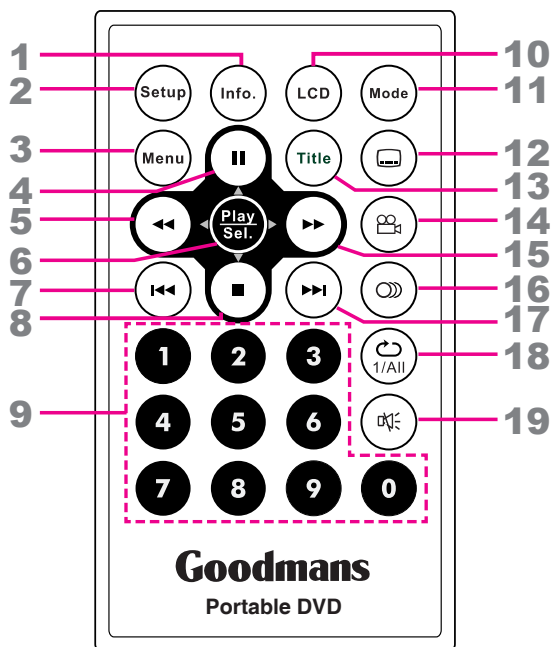 1
10
2
Setup
Info.
LCD
Mode
11
3
Menu
Title
12
4
13
5
Play
Sel.
14
6
15
7
16
8
17
1
2
3
1/All
18
9
4
5
6
19
7
8
9
0
Goodmans
Portable DVD